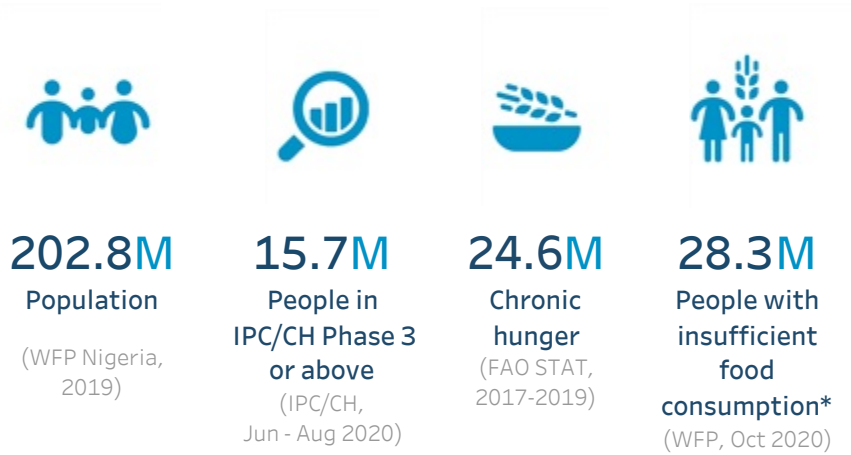 202.8M
Population
(WFP Nigeria,
2019)
15.7M
People in
IPC/CH Phase 3
or above
(IPC/CH,
Jun - Aug 2020)
24.6M
Chronic
hunger
(FAO STAT,
2017-2019)
28.3M
People with
insufficient
food
consumption*
(WFP, Oct 2020)